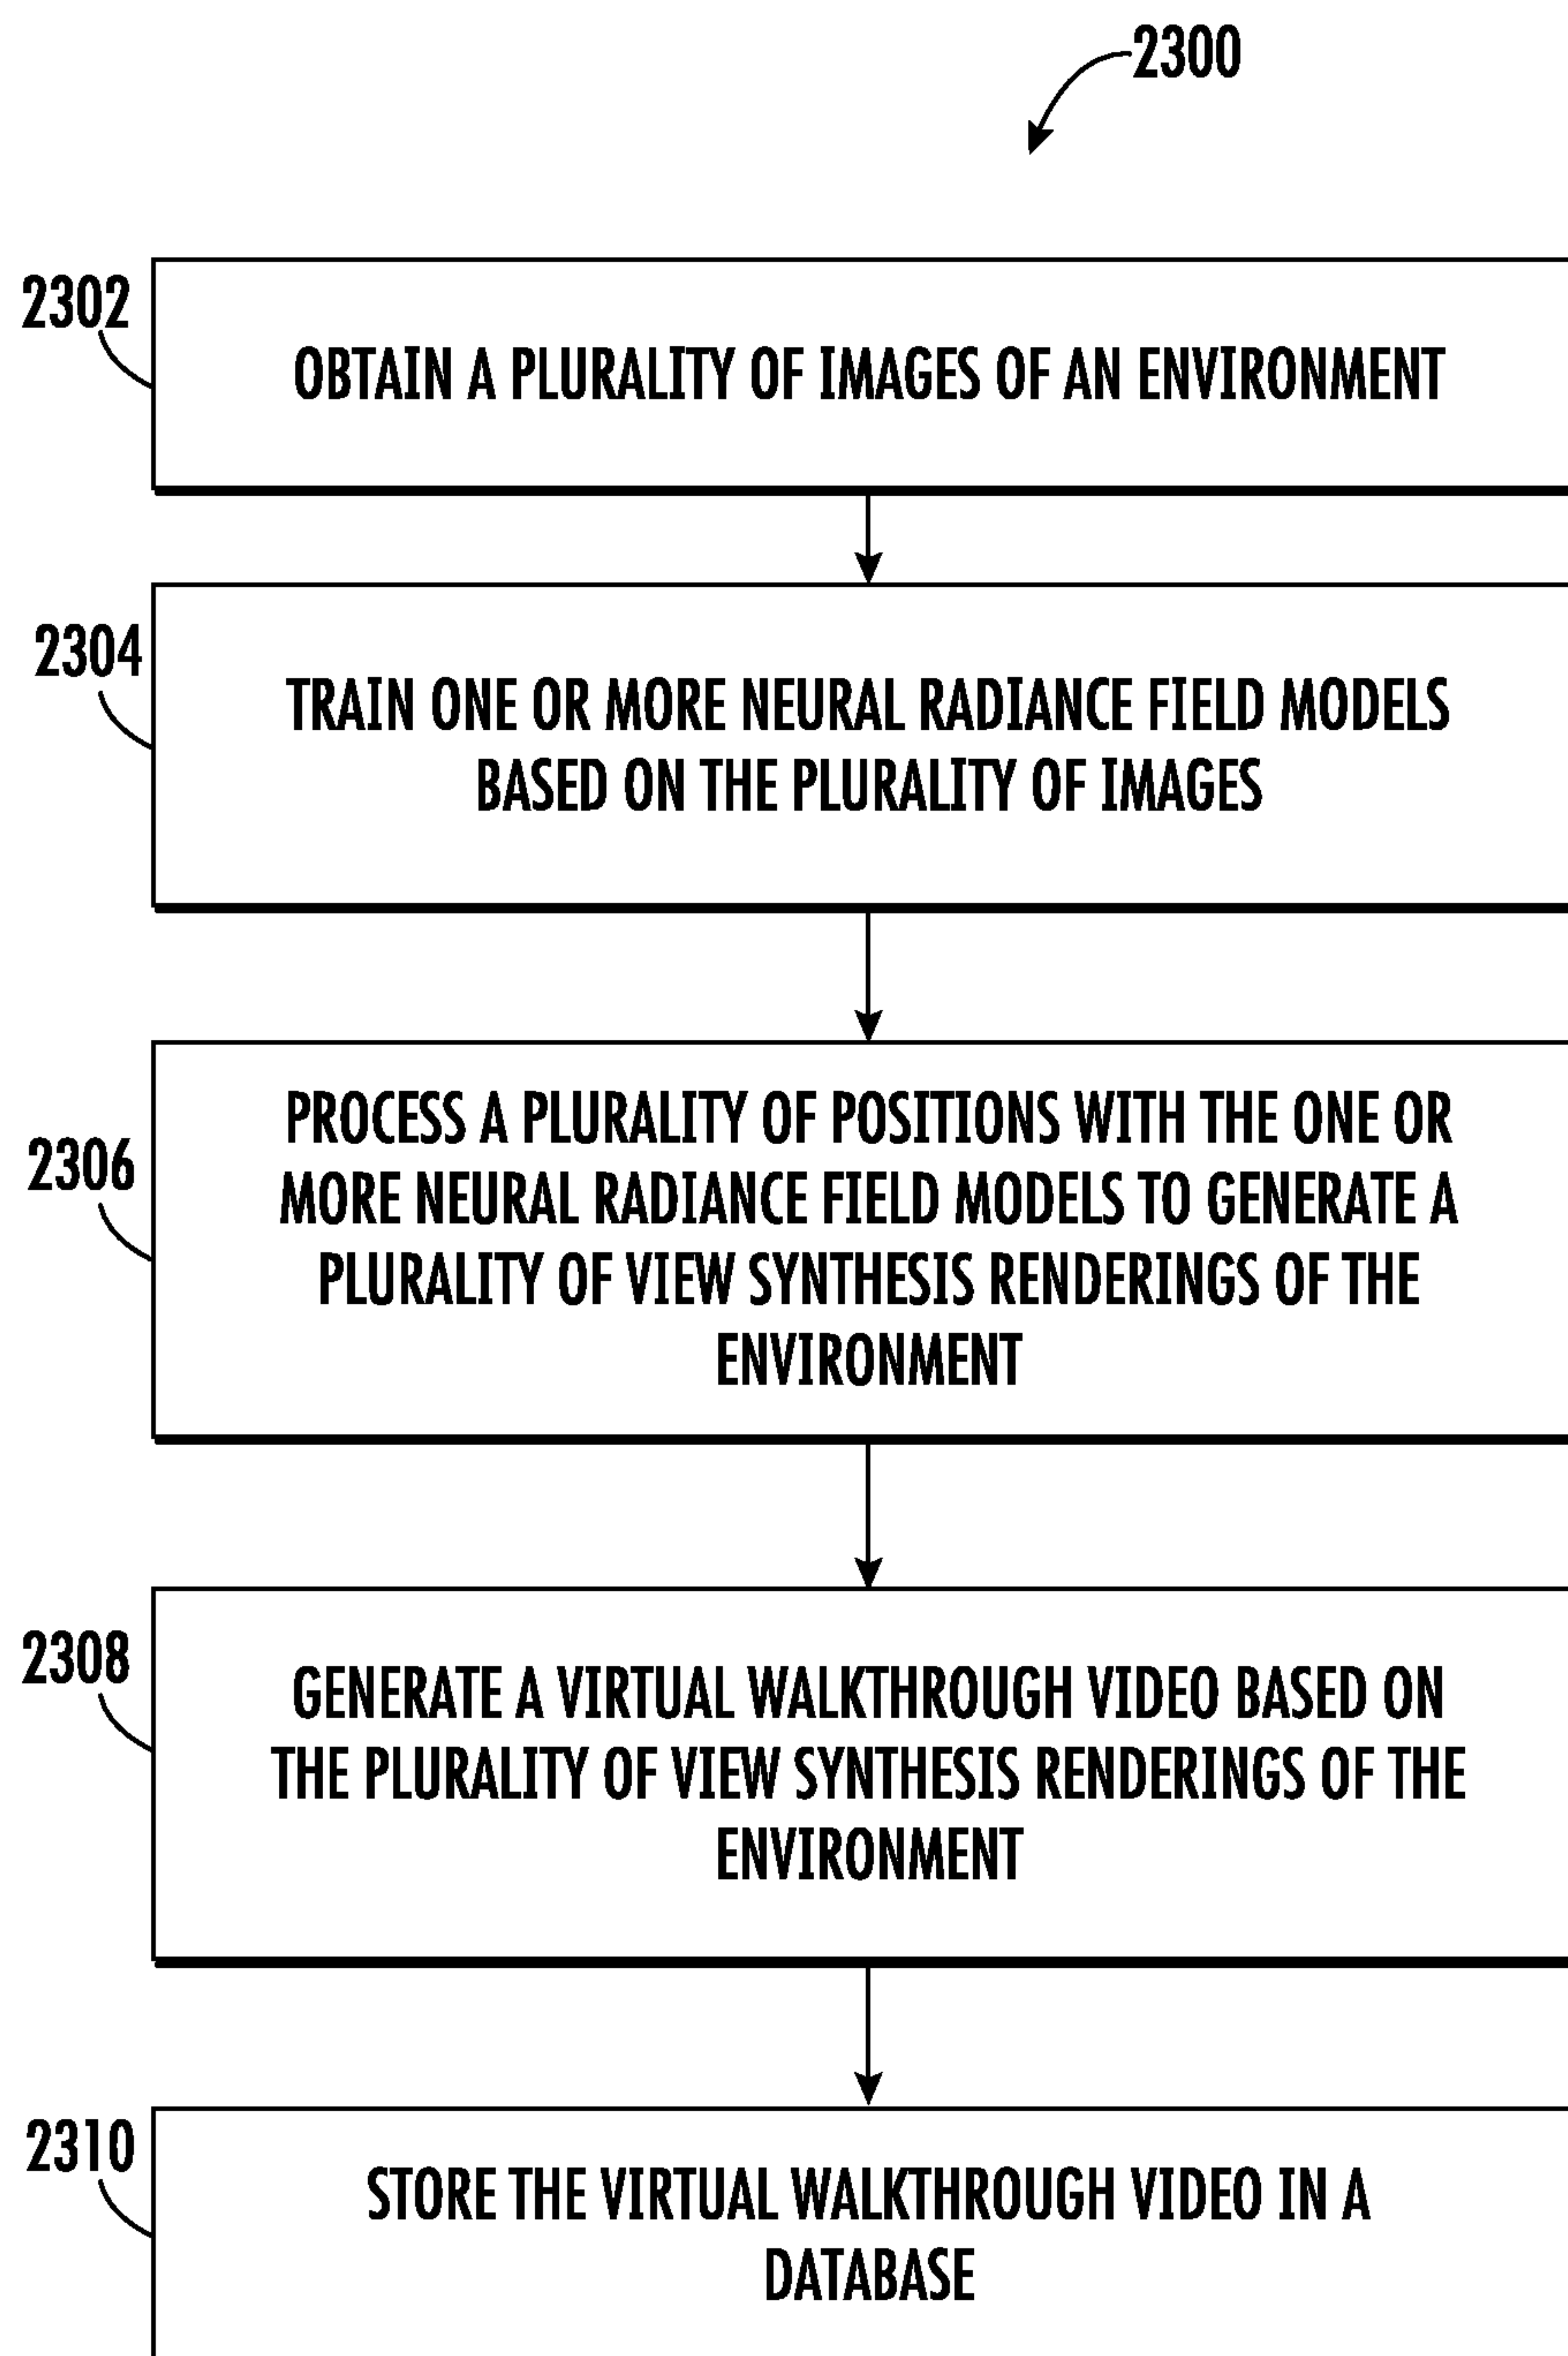 2300
2302
OBTAIN A PLURALITY OF IMAGES OF AN ENVIRONMENT
2304
TRAIN ONE OR MORE NEURAL RADIANCE FIELD MODELS
BASED ON THE PLURALITY OF IMAGES
2306
PROCESS A PLURALITY OF POSITIONS WITH THE ONE OR
MORE NEURAL RADIANCE FIELD MODELS TO GENERATE A
PLURALITY OF VIEW SYNTHESIS RENDERINGS OF THE
ENVIRONMENT
2308
GENERATE A VIRTUAL WALKTHROUGH VIDEO BASED ON
THE PLURALITY OF VIEW SYNTHESIS RENDERINGS OF THE
ENVIRONMENT
2310
STORE THE VIRTUAL WALKTHROUGH VIDEO IN A
DATABASE